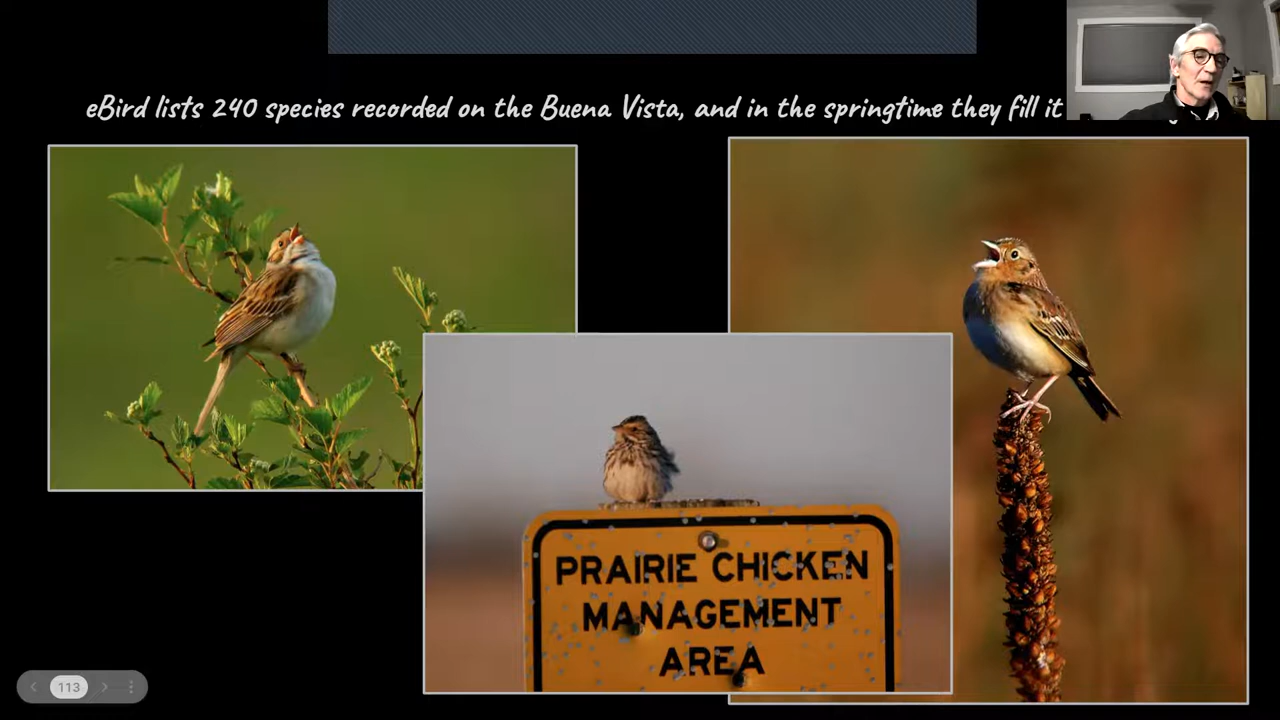 eBird lists 240 species recorded on the Buena Vista, and in the springtime they fill it
PRAIRIE CHICKEN
MANAGEMENT
AREA
113